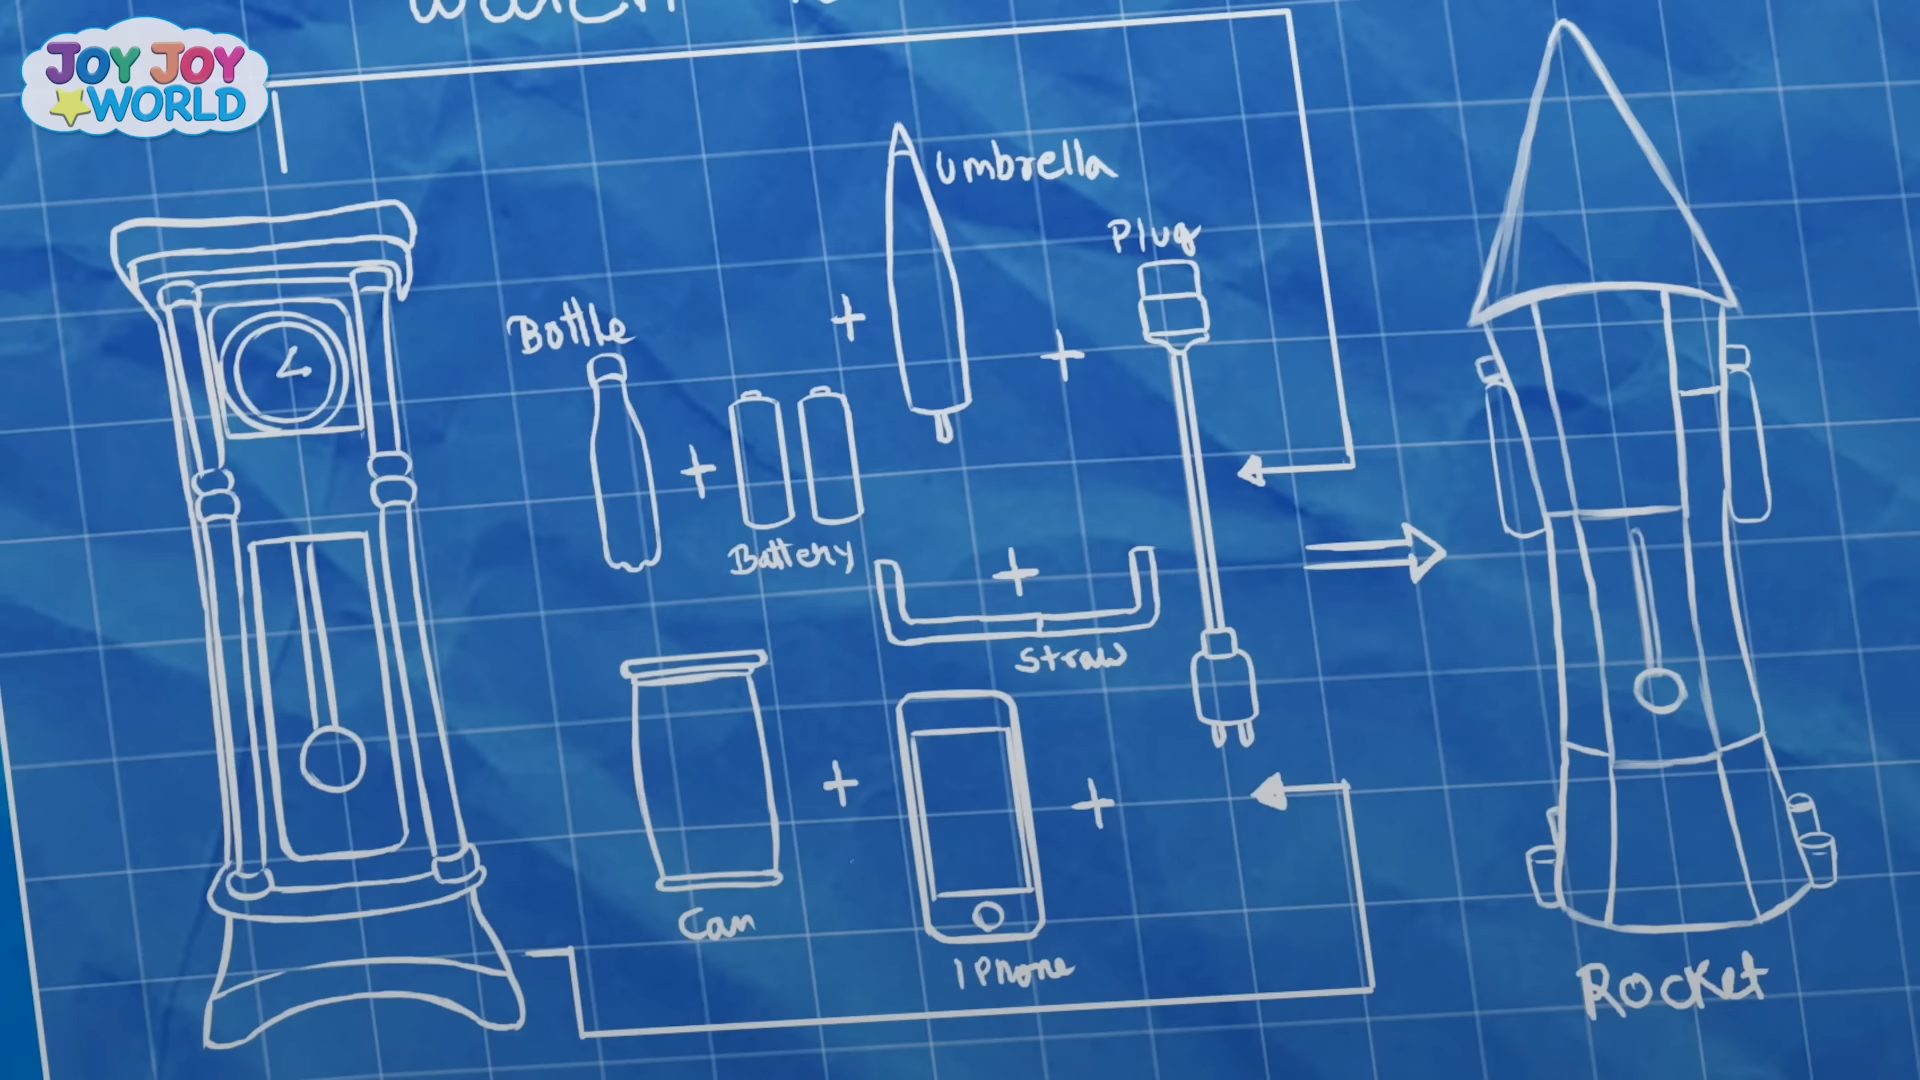 JOY JOY
WORLD
umbrella
Plug
Bottle
Battery
Straw
Can
IPhone
Rocket